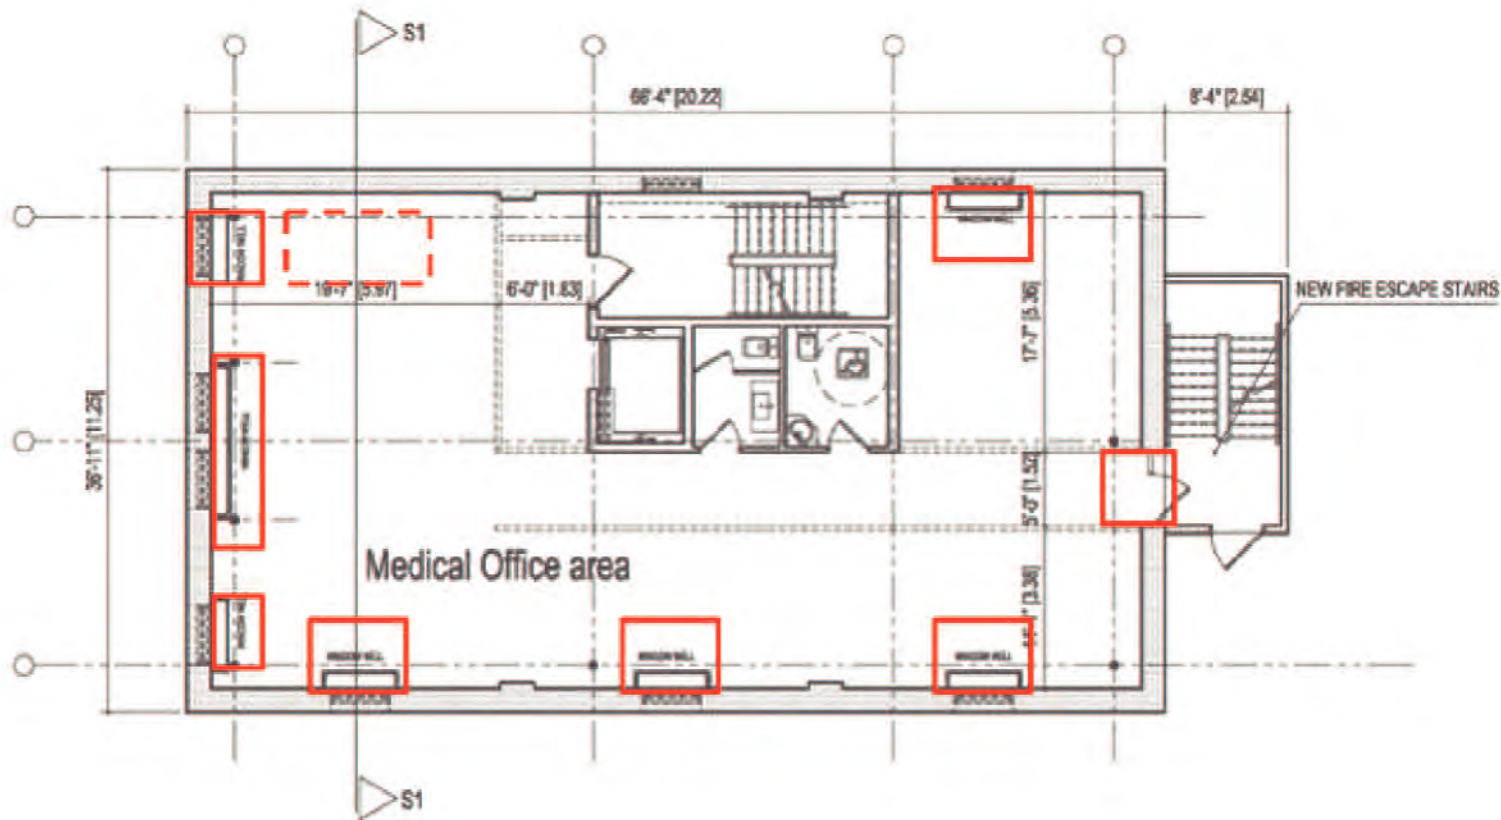 S1
66'-4" [20.22]
8'-4" [2.54]
WINDOW WELL
NEW FIRE ESCAPE STAIRS
19'-7" [5.97]
6'-0" [1.83]
17'-7" [5.36]
36'-11" [11.25]
5'-0" [1.52]
Medical Office area
WINDOW WELL
WINDOW WELL
WINDOW WELL
S1